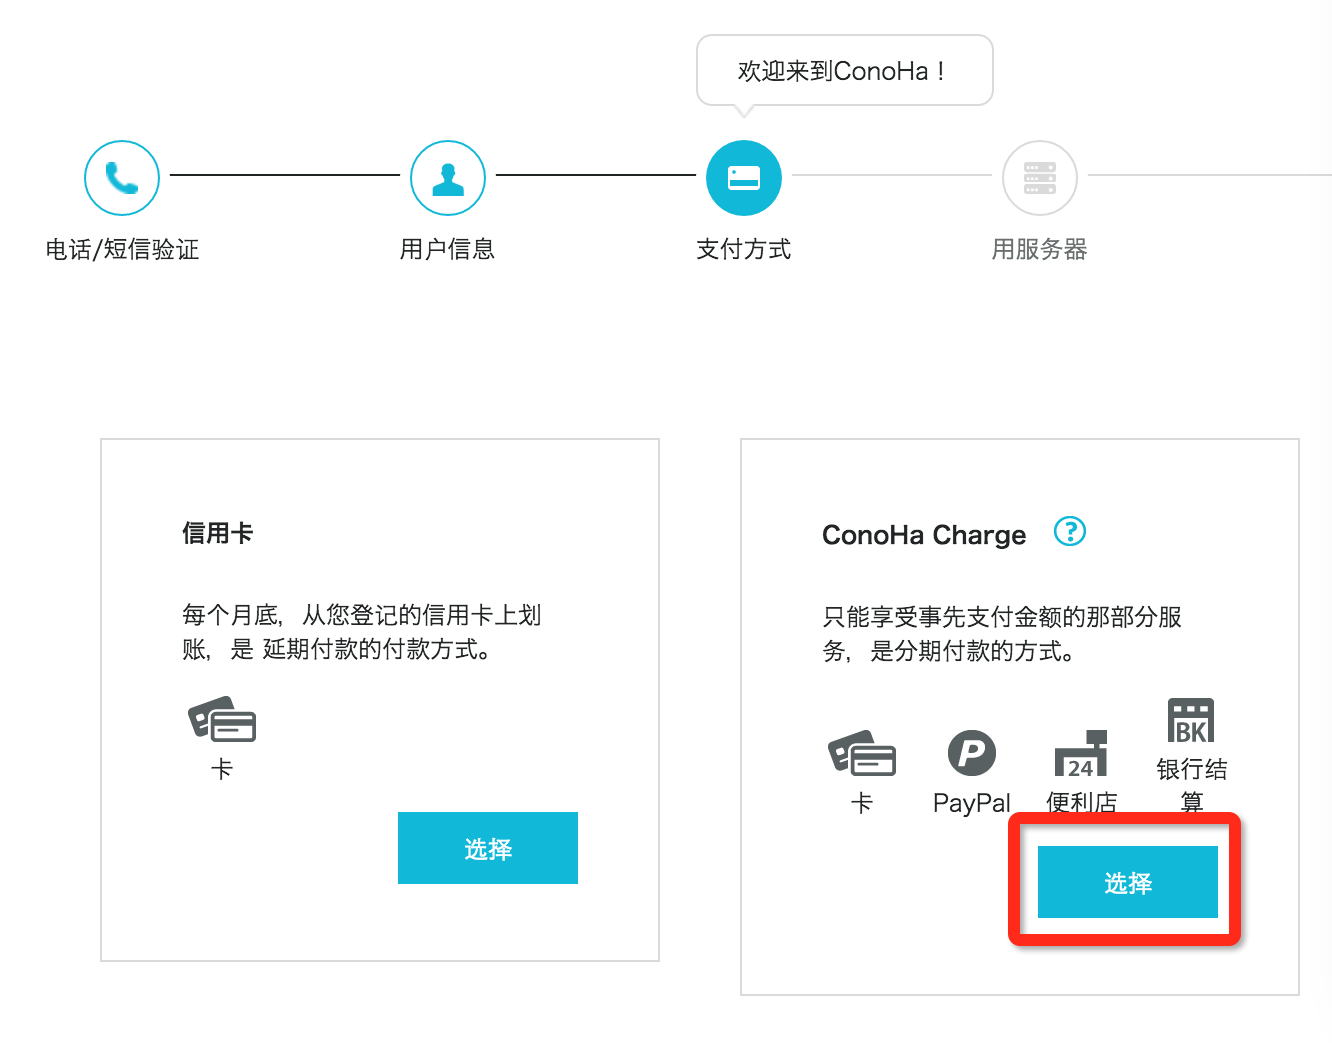 欢迎来到ConoHa！
电话/短信验证
用户信息
支付方式
用服务器
信用卡
每个月底，从您登记的信用卡上划
账，是 延期付款的付款方式。
卡
选择
ConoHa Charge ?
只能享受事先支付金额的那部分服
务，是分期付款的方式。
P
24
BK
卡
PayPal
便利店
银行结
算
选择